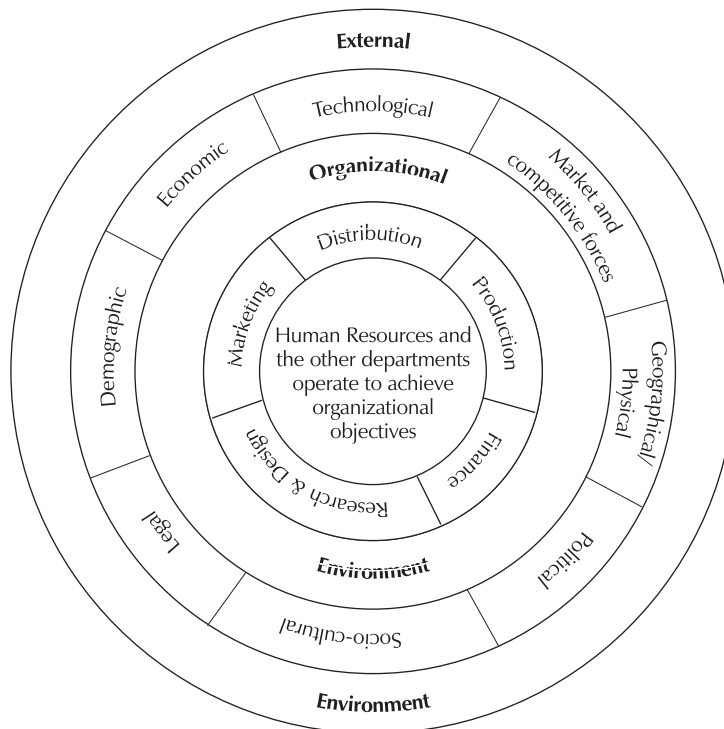 External
Technological
Economic
Market and
competitive forces
Organizational
Distribution
Marketing
Production
Demographic
Geographical/
Physical
Human Resources and
the other departments
operate to achieve
organizational
objectives
Research & Design
Finance
Legal
Political
Environment
Socio-cultural
Environment